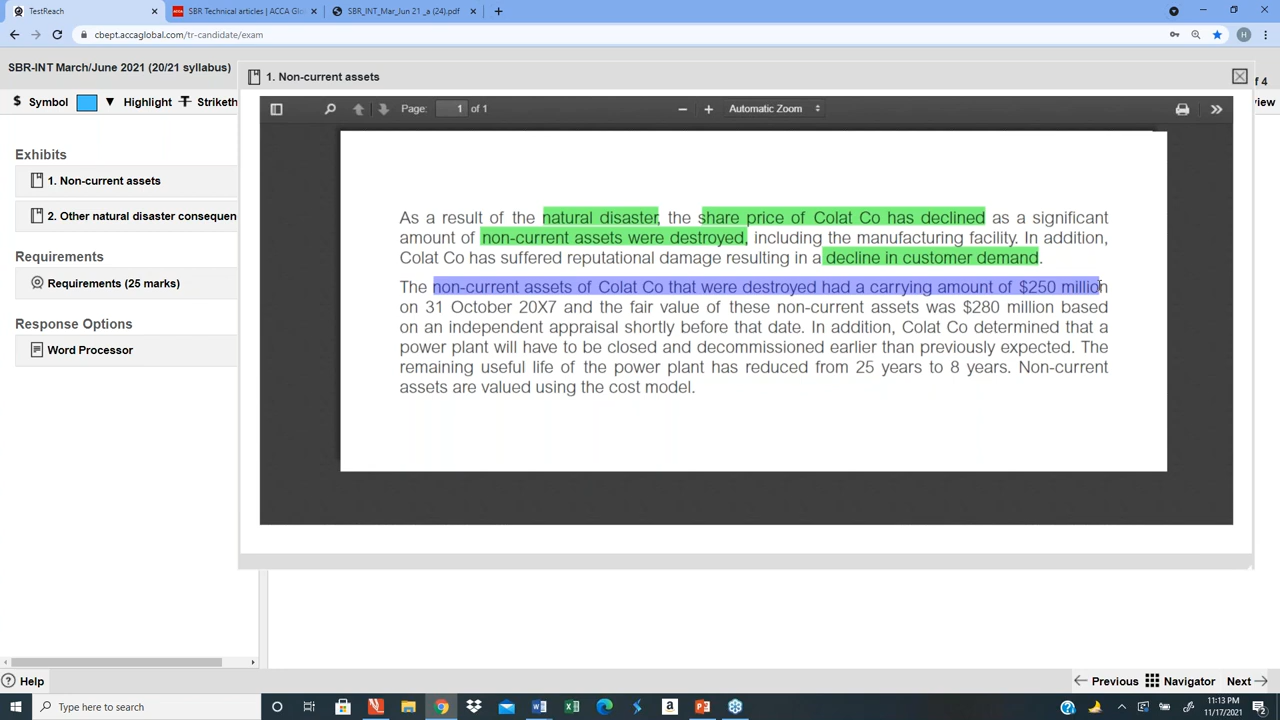 TestReach
SBR Technical articles | ACCA Glo
SBR_INT_Mar_Jun 21 _a (24).pdf
cbept.accaglobal.com/tr-candidate/exam
SBR-INT March/June 2021 (20/21 syllabus)
1. Non-current assets
f 4
Symbol Highlight Striketh
view
Page: 1 of 1 Automatic Zoom
Exhibits
1. Non-current assets
2. Other natural disaster consequen
Requirements
Requirements (25 marks)
Response Options
Word Processor
As a result of the natural disaster, the share price of Colat Co has declined as a significant
amount of non-current assets were destroyed, including the manufacturing facility. In addition,
Colat Co has suffered reputational damage resulting in a decline in customer demand.
The non-current assets of Colat Co that were destroyed had a carrying amount of $250 million
on 31 October 20X7 and the fair value of these non-current assets was $280 million based
on an independent appraisal shortly before that date. In addition, Colat Co determined that a
power plant will have to be closed and decommissioned earlier than previously expected. The
remaining useful life of the power plant has reduced from 25 years to 8 years. Non-current
assets are valued using the cost model.
Help
Previous Navigator Next
Type here to search
11:13 PM
11/17/2021